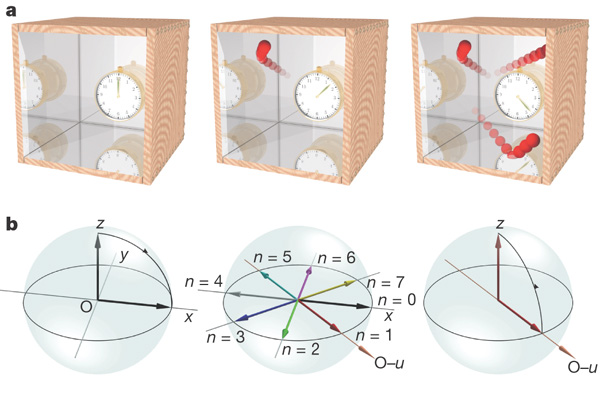 a
b
z
y
O
x
n = 5
n = 6
n = 4
n = 7
n = 0
x
n = 3
n = 2
n = 1
O–u
z
O–u